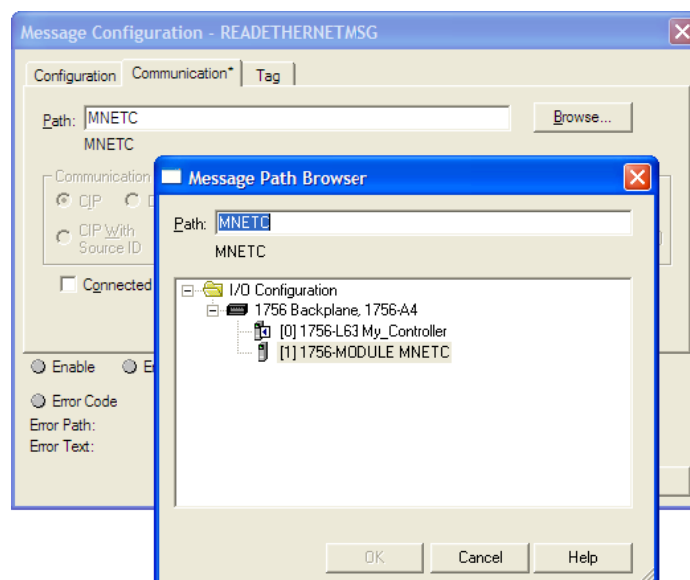 Message Configuration - READETHERNETMSG
Configuration Communication* Tag
Path: MNETC
Browse...
MNETC
Communication
CIP
CIP With
Source ID
Connected
Enable
Error Code
Error Path:
Error Text:
Message Path Browser
Path: MNETC
MNETC
I/O Configuration
1756 Backplane, 1756-A4
[0] 1756-L63 My_Controller
[1] 1756-MODULE MNETC
OK Cancel Help